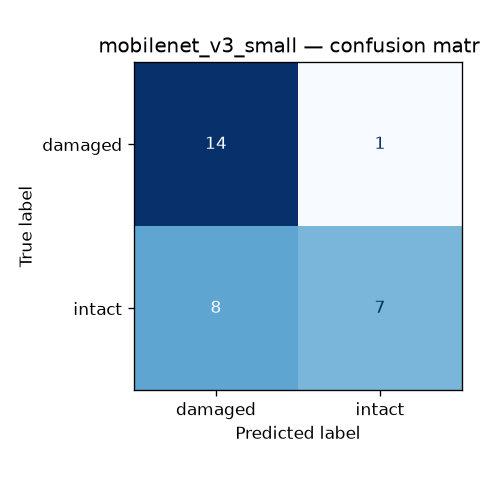 mobilenet_v3_small — confusion matr
damaged 14 1
True label
intact 8 7
damaged intact
Predicted label